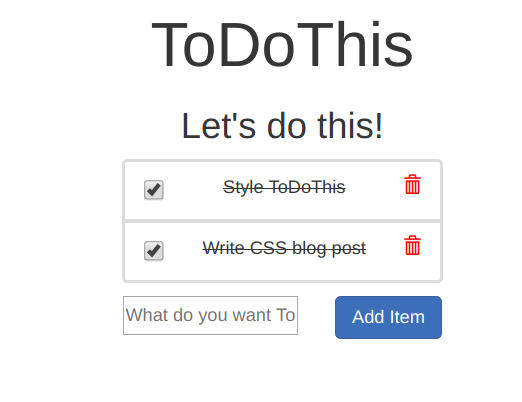 ToDoThis
Let's do this!
Style ToDoThis
Write CSS blog post
What do you want To
Add Item